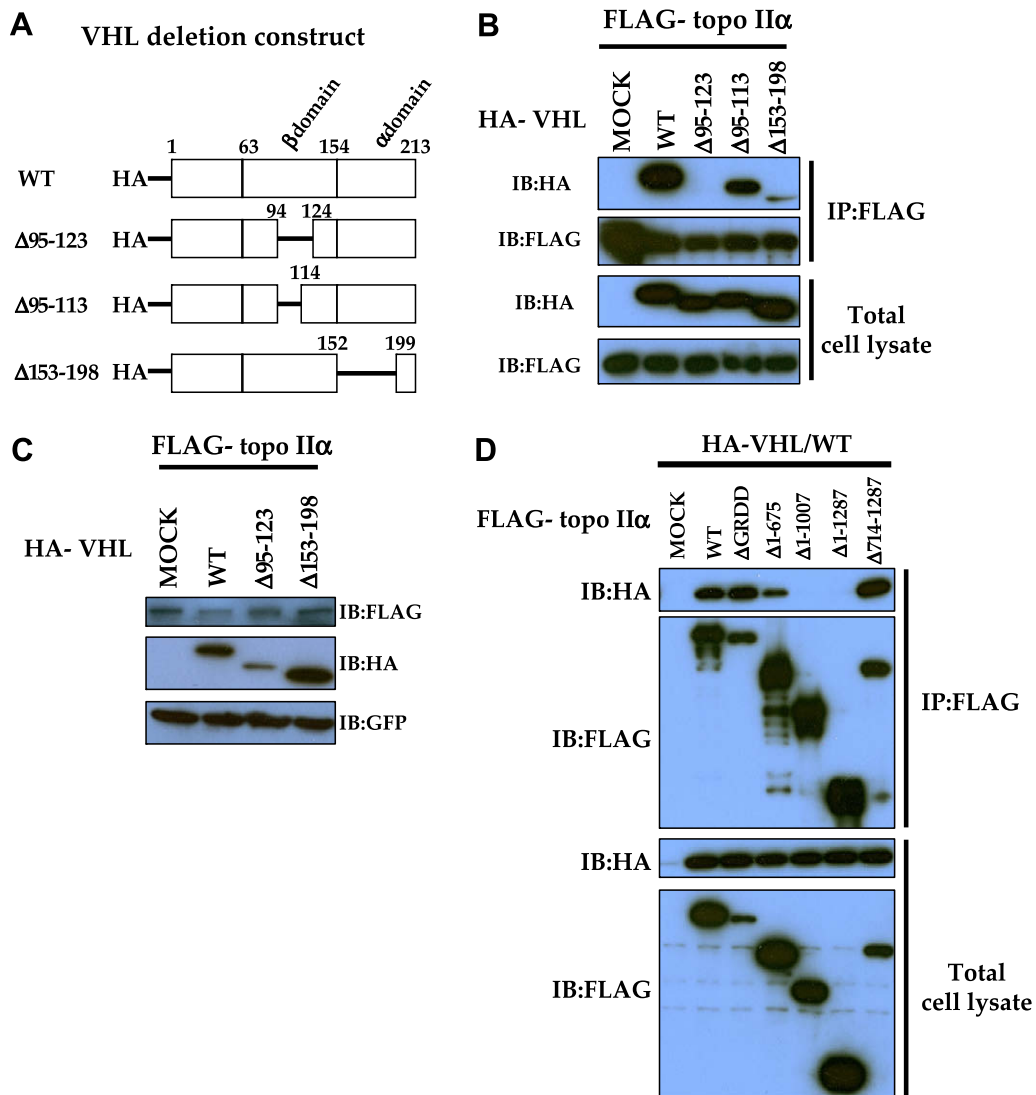 A
VHL deletion construct
βdomain
αdomain
1 63 154 213
WT HA
94 124
Δ95-123 HA
114
Δ95-113 HA
152 199
Δ153-198 HA
B
FLAG- topo IIα
HA- VHL
MOCK
WT
Δ95-123
Δ95-113
Δ153-198
IB:HA
IB:FLAG
IP:FLAG
IB:HA
IB:FLAG
Total
cell lysate
C
FLAG- topo IIα
HA- VHL
MOCK
WT
Δ95-123
Δ153-198
IB:FLAG
IB:HA
IB:GFP
D
HA-VHL/WT
FLAG- topo IIα
MOCK
WT
ΔGRDD
Δ1-675
Δ1-1007
Δ1-1287
Δ714-1287
IB:HA
IB:FLAG
IP:FLAG
IB:HA
IB:FLAG
Total
cell lysate